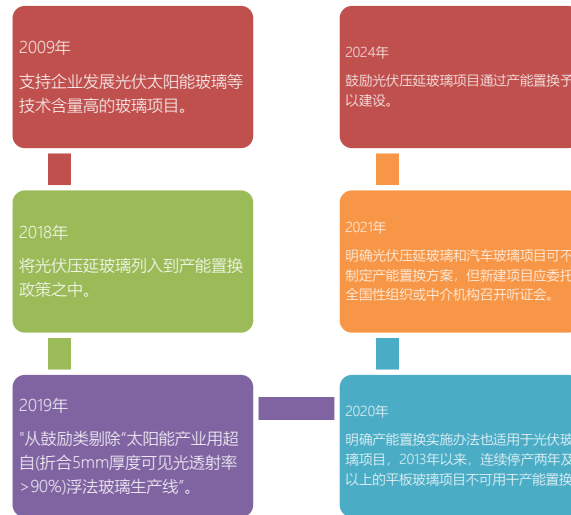 2009年
支持企业发展光伏太阳能玻璃等
技术含量高的玻璃项目。
2018年
将光伏压延玻璃列入到产能置换
政策之中。
2019年
"从鼓励类剔除“太阳能产业用超
自(折合5mm厚度可见光透射率
>90%)浮法玻璃生产线”。
2020年
明确产能置换实施办法也适用于光伏玻
璃项目，2013年以来，连续停产两年及
以上的平板玻璃项目不可用干产能置换
2021年
明确光伏压延玻璃和汽车玻璃项目可不
制定产能置换方案，但新建项目应委托
全国性组织或中介机构召开听证会。
2024年
鼓励光伏压延玻璃项目通过产能置换予
以建设。